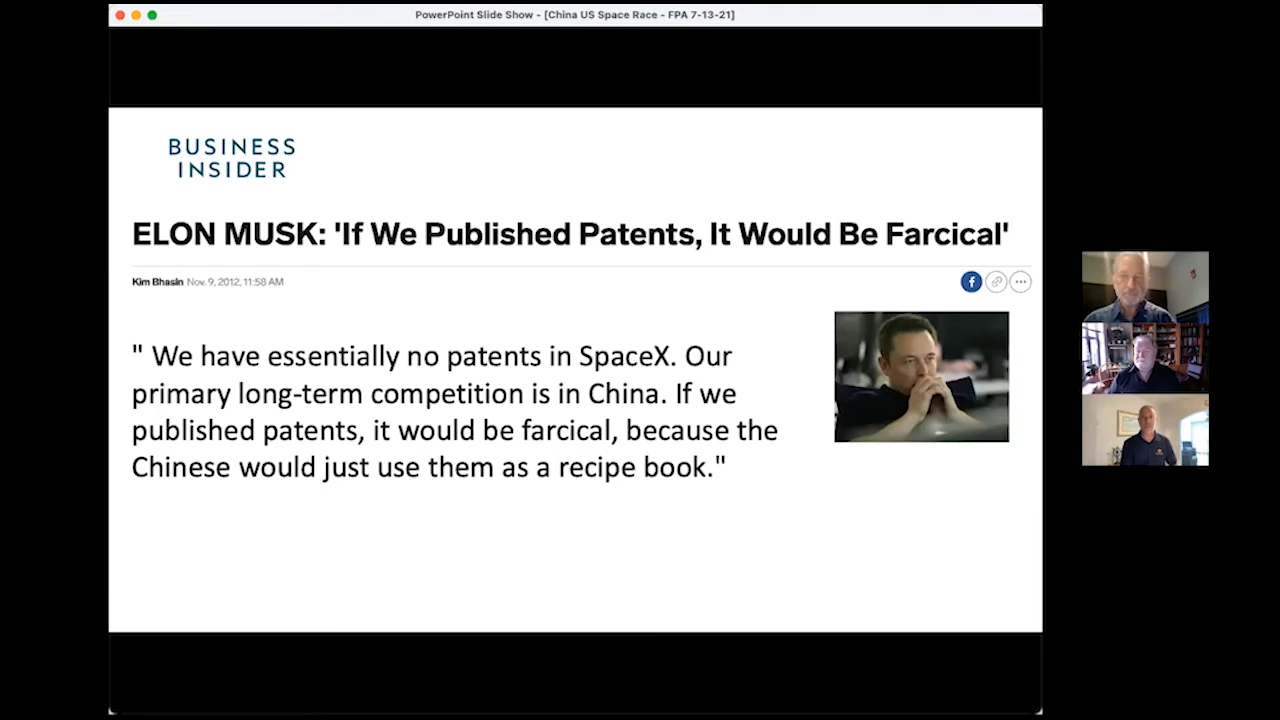 PowerPoint Slide Show - [China US Space Race - FPA 7-13-21]
BUSINESS
INSIDER
ELON MUSK: 'If We Published Patents, It Would Be Farcical'
Kim Bhasin Nov. 9, 2012, 11:58 AM
" We have essentially no patents in SpaceX. Our
primary long-term competition is in China. If we
published patents, it would be farcical, because the
Chinese would just use them as a recipe book."